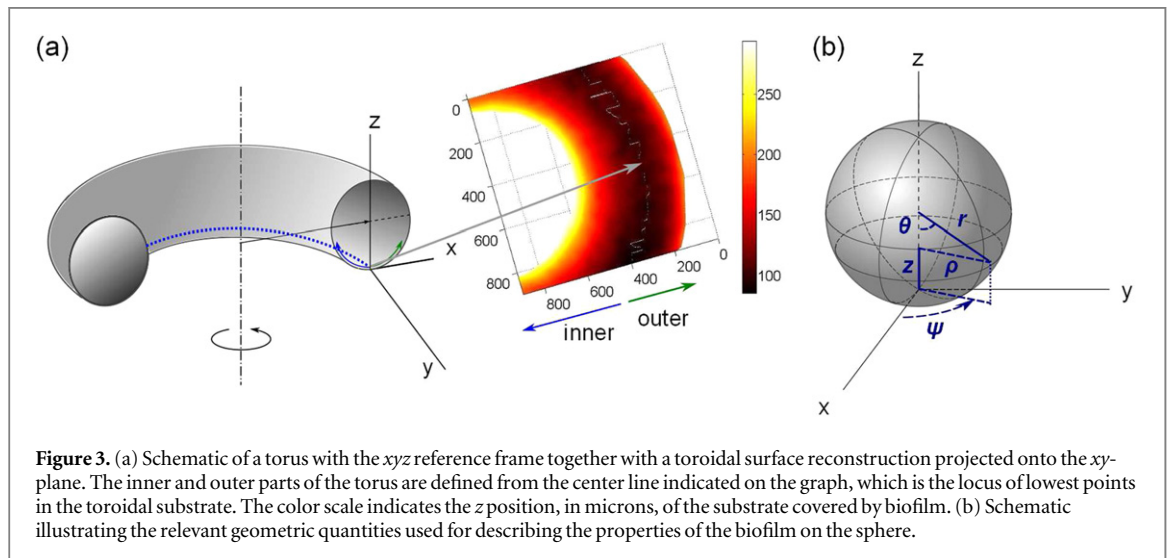 (a)
(b)
z
x
y
0
200
400
600
800
800
600
400
200
0
inner
outer
250
200
150
100
z
θ
r
z
ρ
y
ψ
x
Figure 3. (a) Schematic of a torus with the xyz reference frame together with a toroidal surface reconstruction projected onto the xy-
plane. The inner and outer parts of the torus are defined from the center line indicated on the graph, which is the locus of lowest points
in the toroidal substrate. The color scale indicates the z position, in microns, of the substrate covered by biofilm. (b) Schematic
illustrating the relevant geometric quantities used for describing the properties of the biofilm on the sphere.